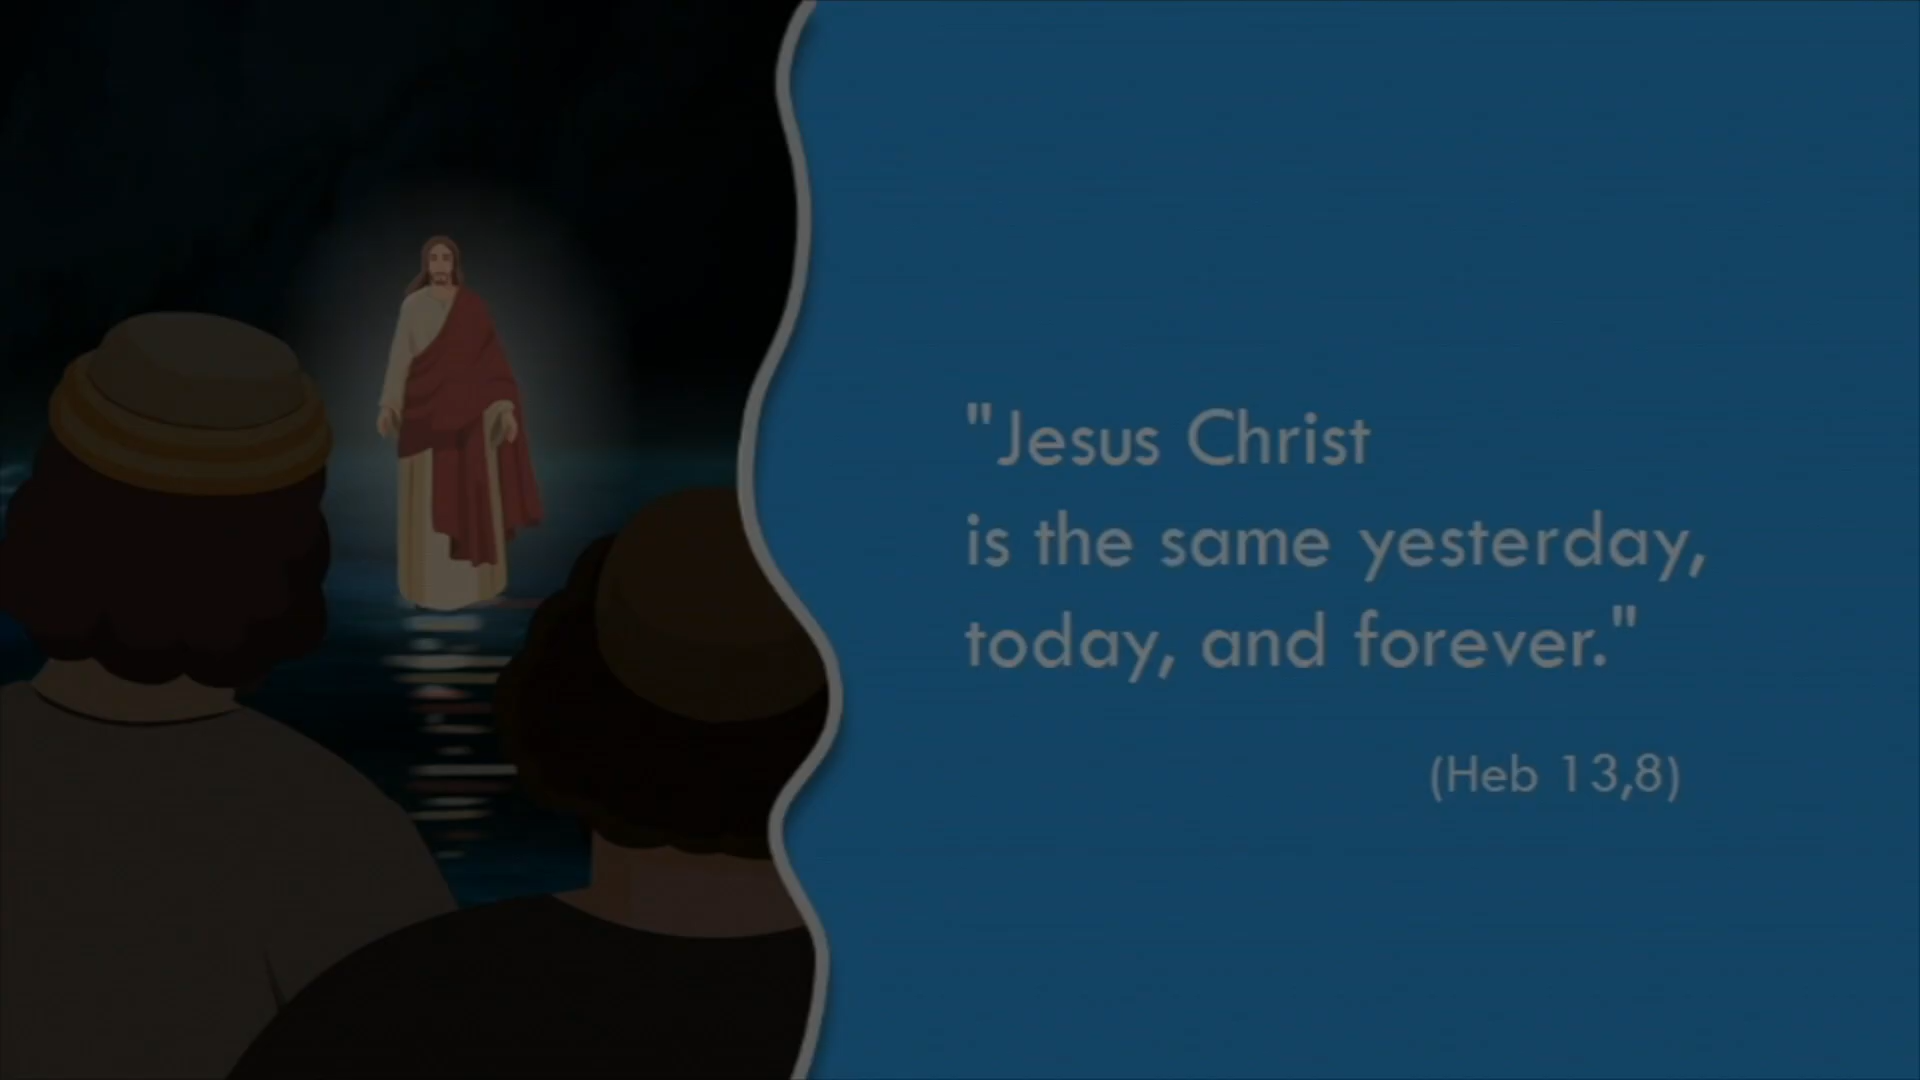 "Jesus Christ
is the same yesterday,
today, and forever."
(Heb 13,8)